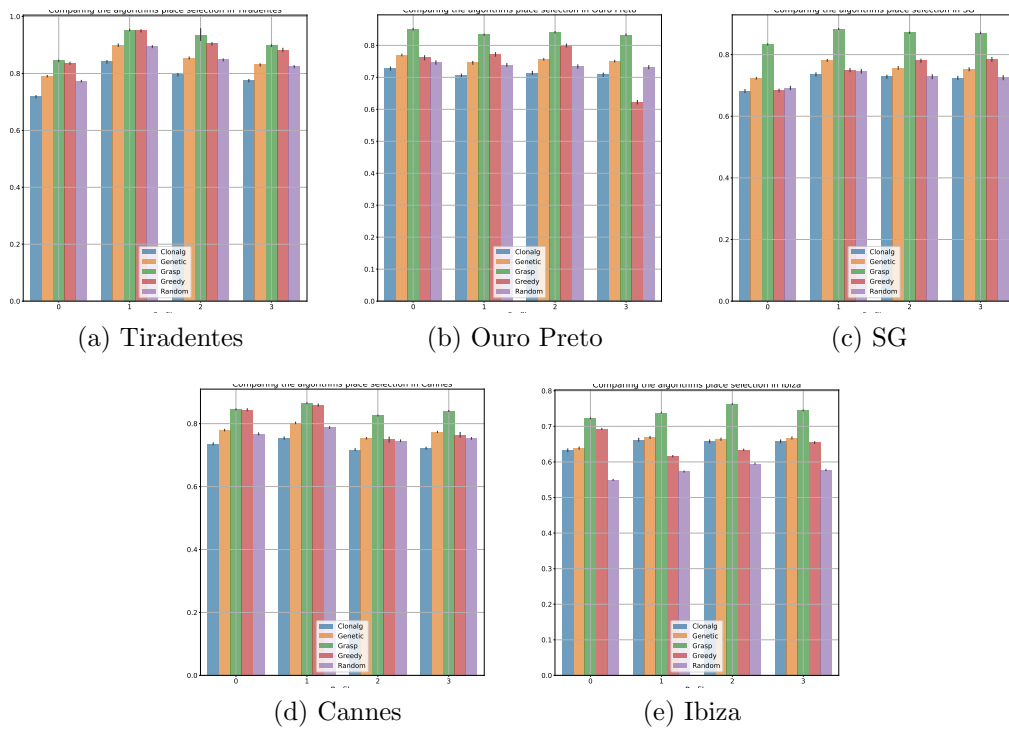 Comparing the algorithms place selection in Tiradentes
1.0
0.8
0.6
0.4
0.2
0.0
0 1 2 3
Clonalg
Genetic
Grasp
Greedy
Random
(a) Tiradentes
Comparing the algorithms place selection in Ouro Preto
0.8
0.7
0.6
0.5
0.4
0.3
0.2
0.1
0.0
0 1 2 3
Clonalg
Genetic
Grasp
Greedy
Random
(b) Ouro Preto
Comparing the algorithms place selection in SG
0.8
0.6
0.4
0.2
0.0
0 1 2 3
Clonalg
Genetic
Grasp
Greedy
Random
(c) SG
Comparing the algorithms place selection in Cannes
0.8
0.6
0.4
0.2
0.0
0 1 2 3
Clonalg
Genetic
Grasp
Greedy
Random
(d) Cannes
Comparing the algorithms place selection in Ibiza
0.8
0.7
0.6
0.5
0.4
0.3
0.2
0.1
0.0
0 1 2 3
Clonalg
Genetic
Grasp
Greedy
Random
(e) Ibiza